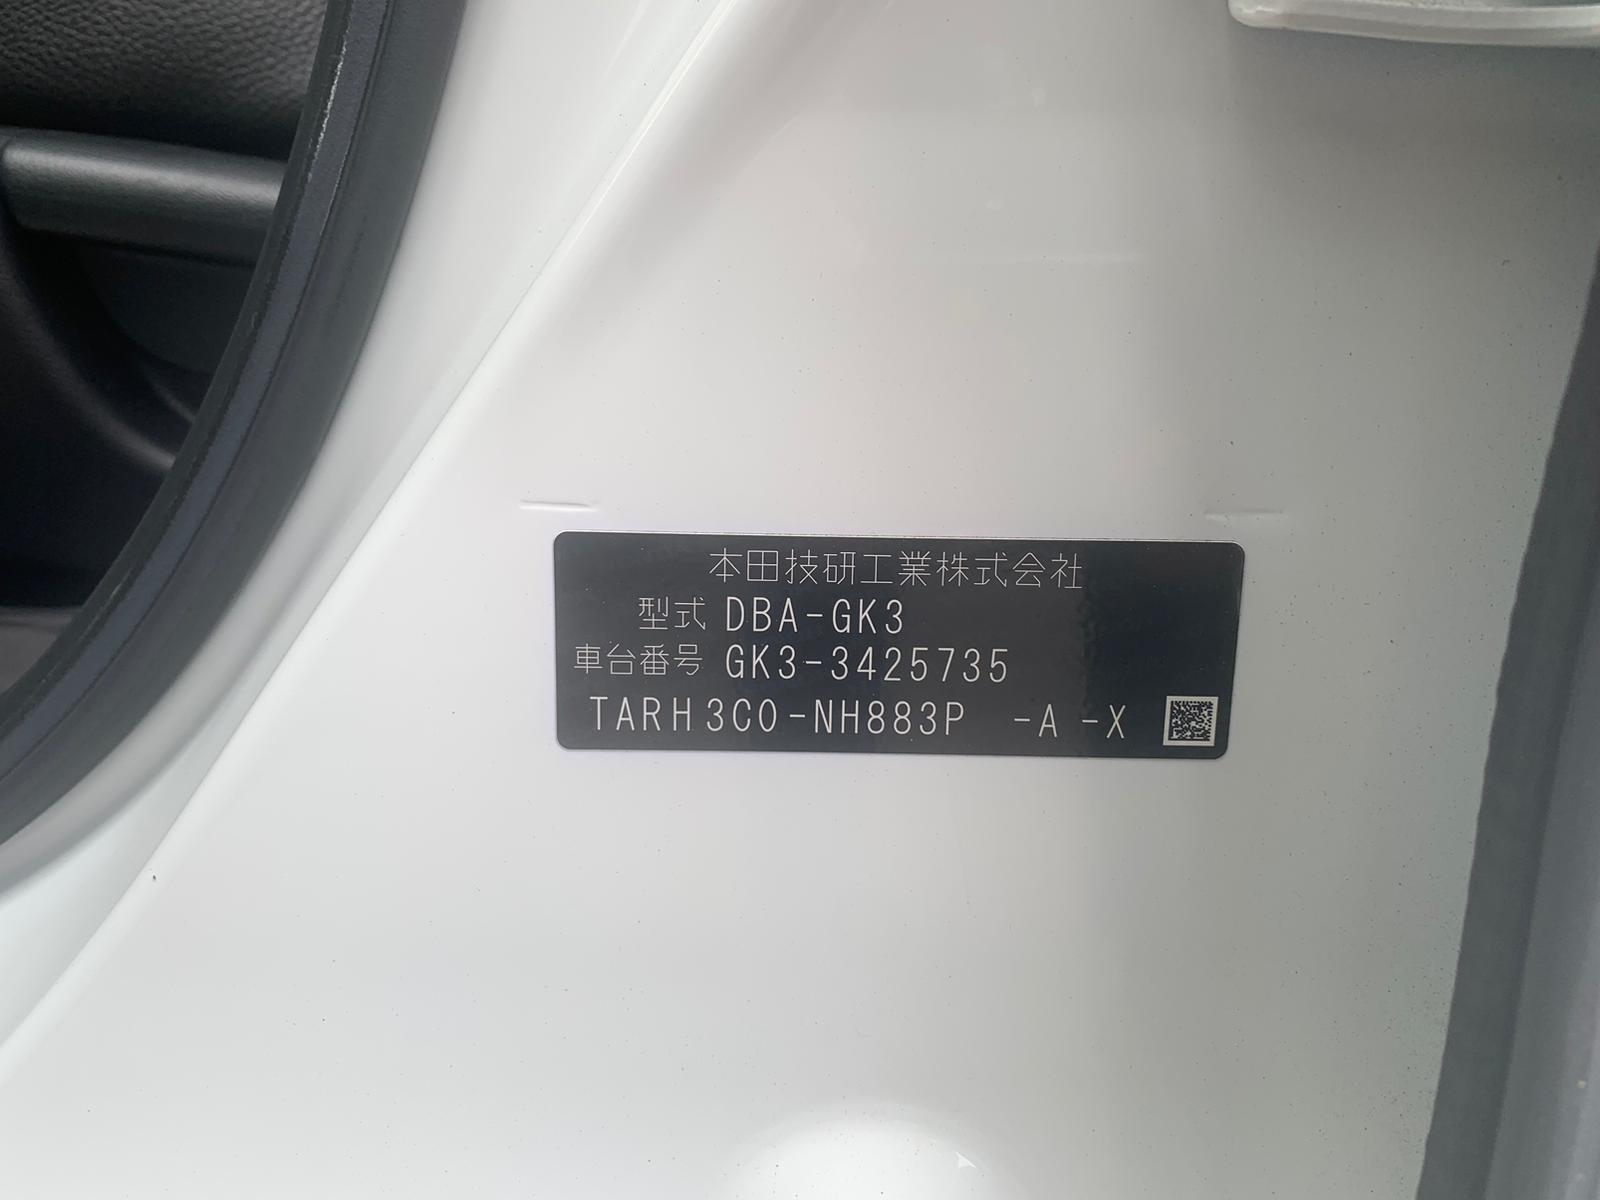 本田技研工業株式会社
型式 DBA-GK3
車台番号 GK3-3425735
TARH3C0-NH883P -A -X